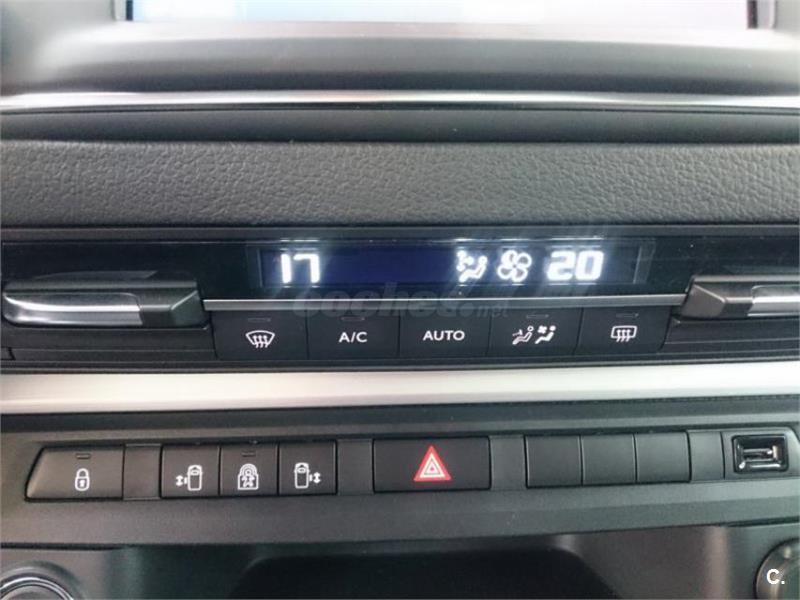 17 20
coches.net
A/C AUTO
C.